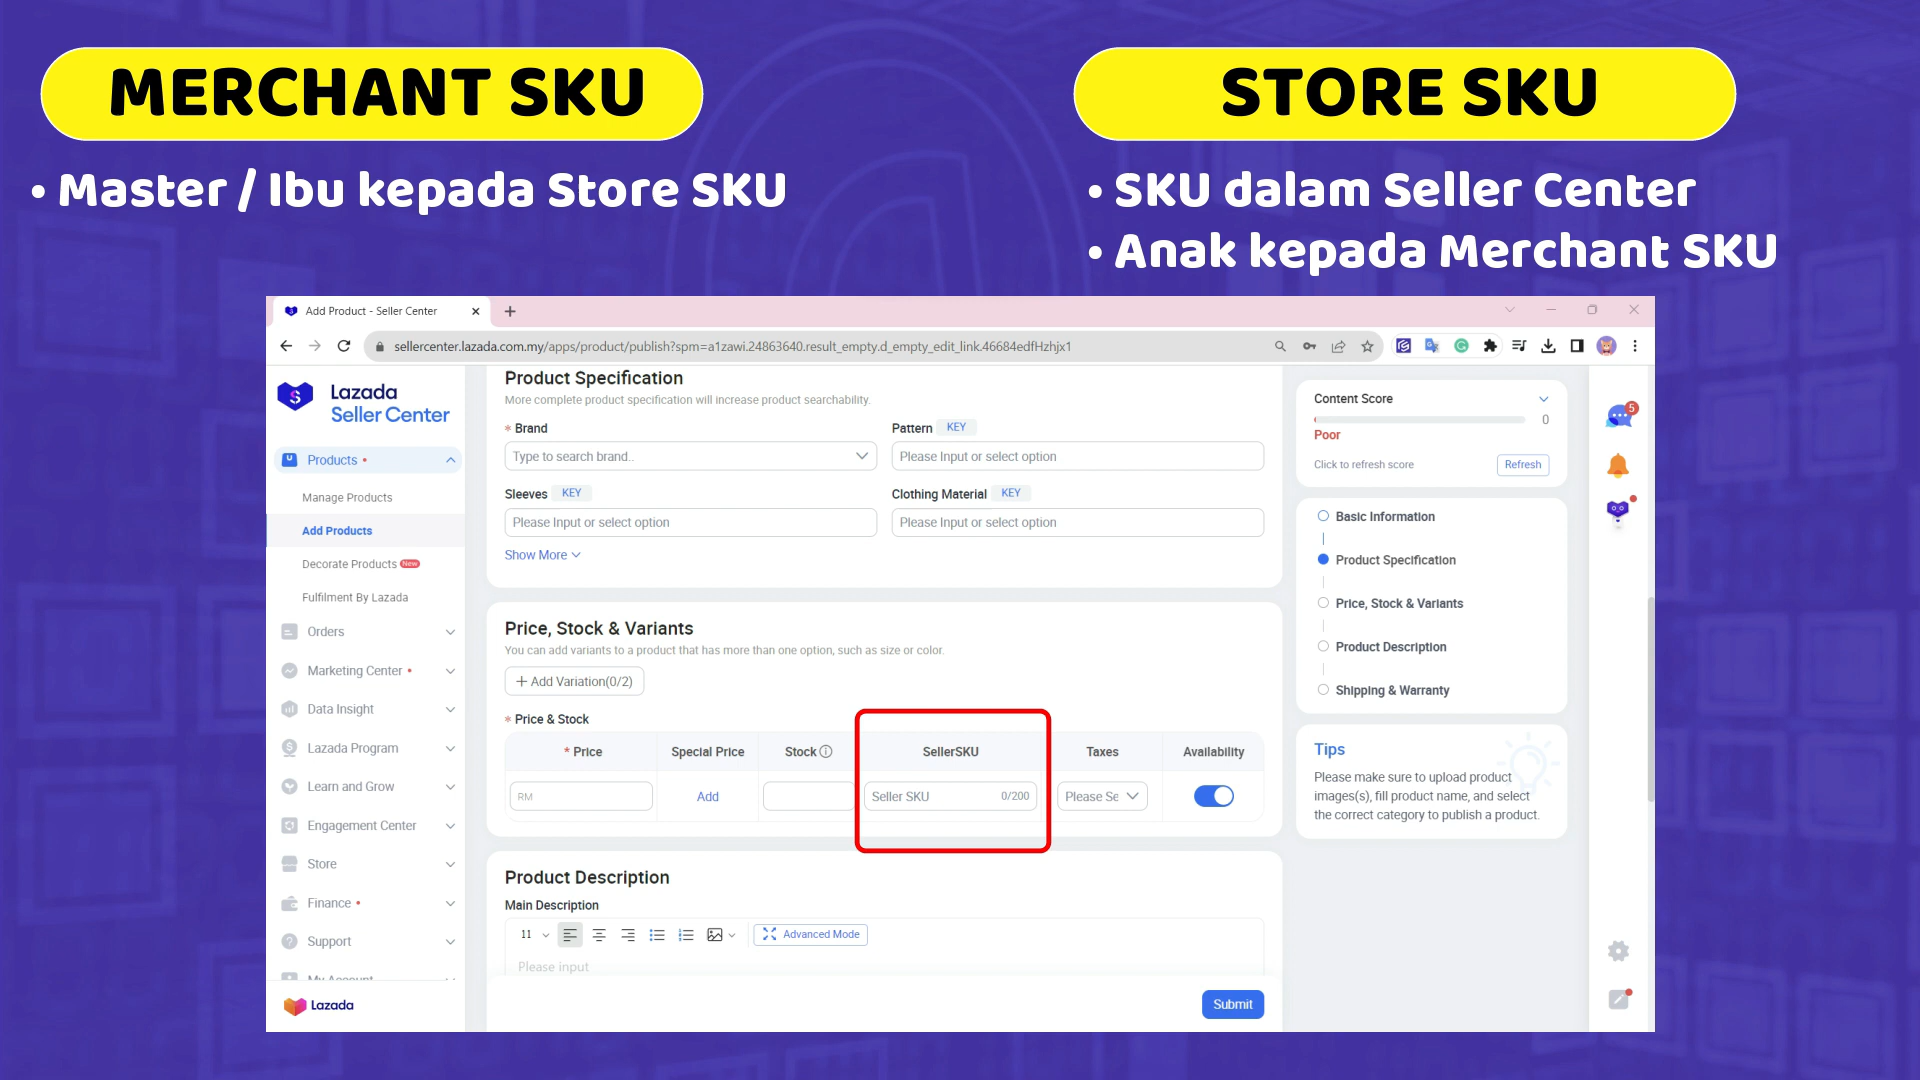 MERCHANT SKU
• Master / Ibu kepada Store SKU
STORE SKU
• SKU dalam Seller Center
• Anak kepada Merchant SKU
Add Product - Seller Center
sellercenter.lazada.com.my/apps/product/publish?spm=a1zawi.24863640.result_empty.d_empty_edit_link.46684edfHzhjx1
Lazada
Seller Center
Products
Manage Products
Add Products
Decorate Products New
Fulfilment By Lazada
Orders
Marketing Center
Data Insight
Lazada Program
Learn and Grow
Engagement Center
Store
Finance
Support
My Account
Lazada
Product Specification
More complete product specification will increase product searchability.
* Brand
Type to search brand..
Pattern KEY
Please Input or select option
Sleeves KEY
Please Input or select option
Clothing Material KEY
Please Input or select option
Show More
Price, Stock & Variants
You can add variants to a product that has more than one option, such as size or color.
+ Add Variation(0/2)
* Price & Stock
* Price Special Price Stock SellerSKU Taxes Availability
RM Add Seller SKU 0/200 Please Se
Product Description
Main Description
11 Advanced Mode
Please input
Submit
Content Score
0
Poor
Click to refresh score Refresh
Basic Information
Product Specification
Price, Stock & Variants
Product Description
Shipping & Warranty
Tips
Please make sure to upload product
images(s), fill product name, and select
the correct category to publish a product.
5